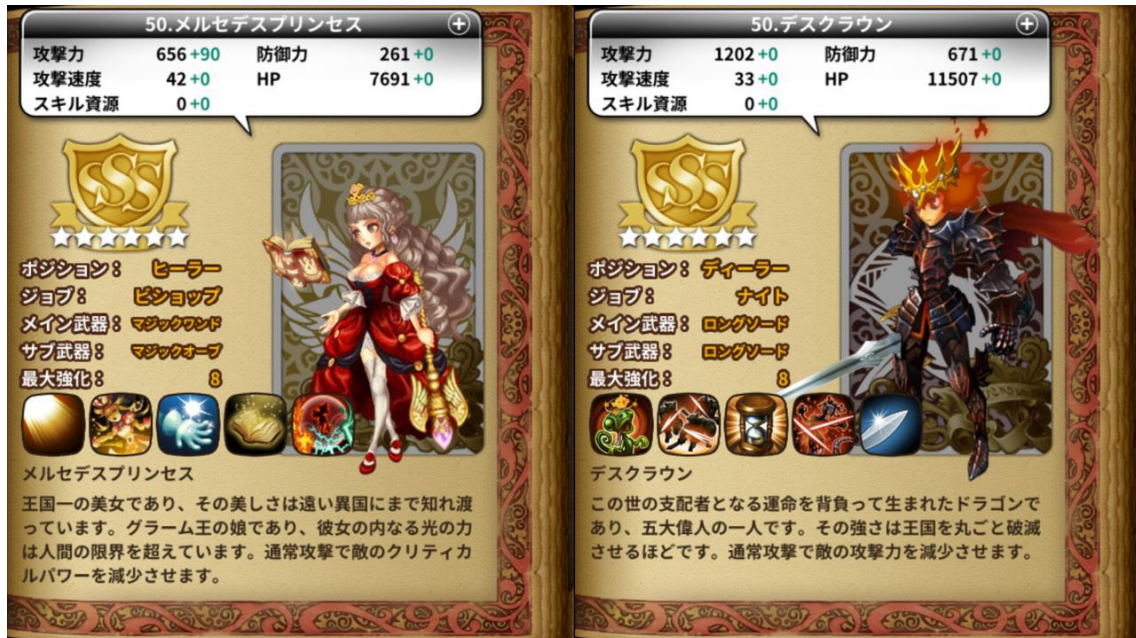 50.メルセデスプリンセス
攻撃力 656+90 防御力 261+0
攻撃速度 42+0 HP 7691+0
スキル資源 0+0
SSS
ポジション： ヒーラー
ジョブ： ビショップ
メイン武器： マジックワンド
サブ武器： マジックオーブ
最大強化： 8
メルセデスプリンセス
王国一の美女であり、その美しさは遠い異国にまで知れ渡
っています。グラーム王の娘であり、彼女の内なる光の力
は人間の限界を超えています。通常攻撃で敵のクリティカ
ルパワーを減少させます。
50.デスクラウン
攻撃力 1202+0 防御力 671+0
攻撃速度 33+0 HP 11507+0
スキル資源 0+0
SSS
ポジション： ディーラー
ジョブ： ナイト
メイン武器： ロングソード
サブ武器： ロングソード
最大強化： 8
デスクラウン
この世の支配者となる運命を背負って生まれたドラゴンで
あり、五大偉人の一人です。その強さは王国を丸ごと破滅
させるほどです。通常攻撃で敵の攻撃力を減少させます。